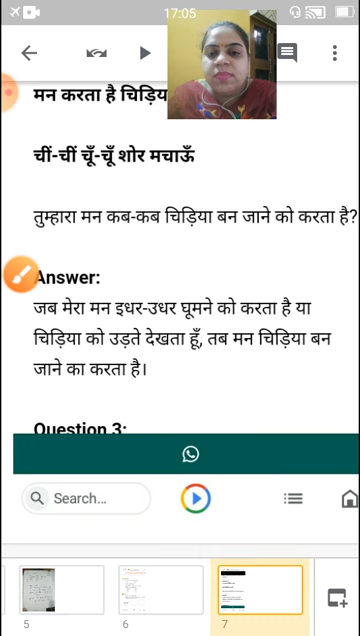 17:05
मन करता है चिड़िय
चीं-चीं चूँ-चूँ शोर मचाऊँ
तुम्हारा मन कब-कब चिड़िया बन जाने को करता है?
Answer:
जब मेरा मन इधर-उधर घूमने को करता है या
चिड़िया को उड़ते देखता हूँ, तब मन चिड़िया बन
जाने का करता है।
Question 3:
Search...
5
6
7